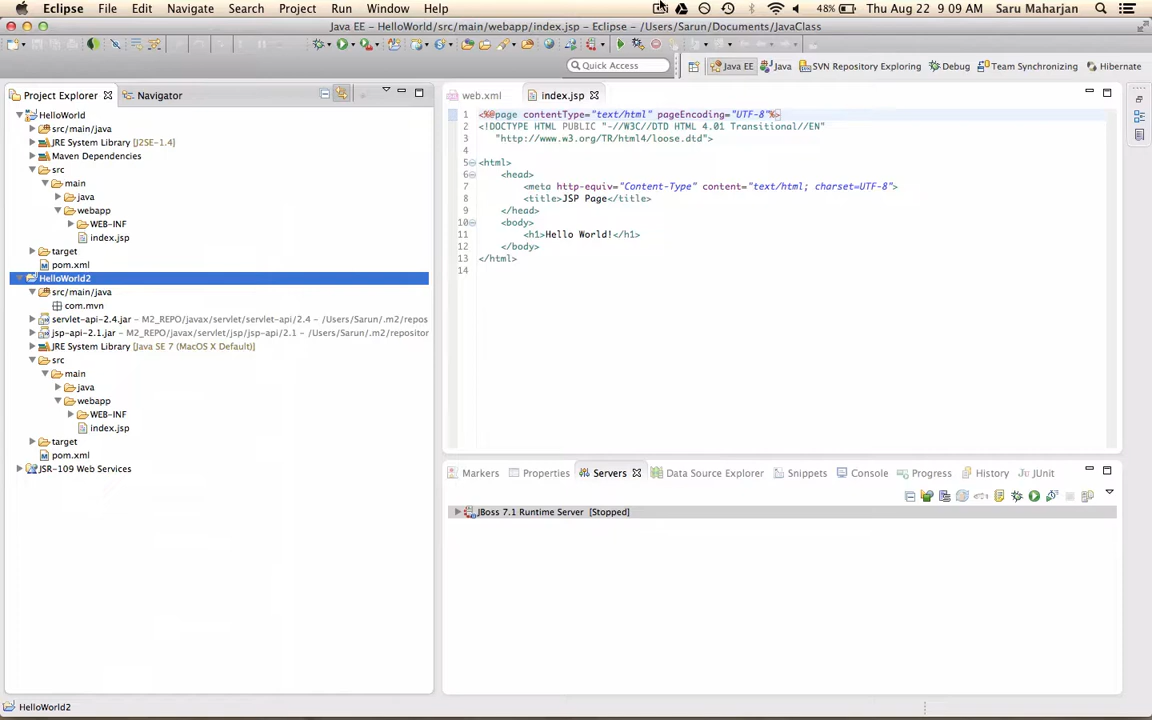 Eclipse File Edit Navigate Search Project Run Window Help 48% Thu Aug 22 9:09 AM Saru Maharjan
Java EE - HelloWorld/src/main/webapp/index.jsp - Eclipse - /Users/Sarun/Documents/JavaClass
Quick Access Java EE Java SVN Repository Exploring Debug Team Synchronizing Hibernate
Project Explorer Navigator
HelloWorld
src/main/java
JRE System Library [J2SE-1.4]
Maven Dependencies
src
main
java
webapp
WEB-INF
index.jsp
target
pom.xml
HelloWorld2
src/main/java
com.mvn
servlet-api-2.4.jar - M2_REPO/javax/servlet/servlet-api/2.4 - /Users/Sarun/.m2/repos
jsp-api-2.1.jar - M2_REPO/javax/servlet/jsp/jsp-api/2.1 - /Users/Sarun/.m2/repositor
JRE System Library [Java SE 7 (MacOS X Default)]
src
main
java
webapp
WEB-INF
index.jsp
target
pom.xml
JSR-109 Web Services
web.xml index.jsp
1 <%@page contentType="text/html" pageEncoding="UTF-8"%>
2 <!DOCTYPE HTML PUBLIC "-//W3C//DTD HTML 4.01 Transitional//EN"
3 "http://www.w3.org/TR/html4/loose.dtd">
4
5 <html>
6 <head>
7 <meta http-equiv="Content-Type" content="text/html; charset=UTF-8">
8 <title>JSP Page</title>
9 </head>
10 <body>
11 <h1>Hello World!</h1>
12 </body>
13 </html>
14
Markers Properties Servers Data Source Explorer Snippets Console Progress History JUnit
JBoss 7.1 Runtime Server [Stopped]
HelloWorld2